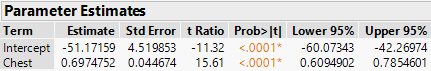 Parameter Estimates
Term Estimate Std Error t Ratio Prob>|t| Lower 95% Upper 95%
Intercept -51.17159 4.519853 -11.32 <.0001* -60.07343 -42.26974
Chest 0.6974752 0.044674 15.61 <.0001* 0.6094902 0.7854601